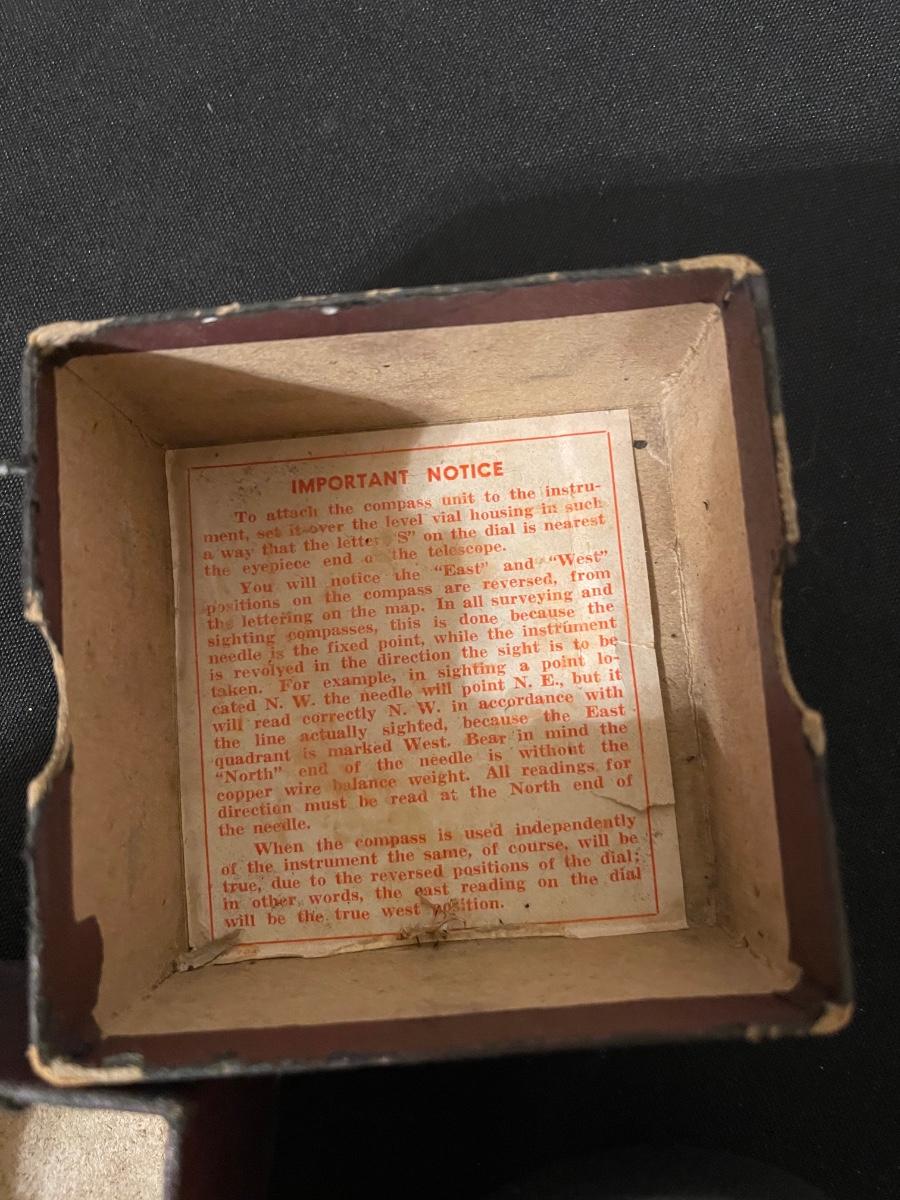 IMPORTANT NOTICE
To attach the compass unit to the instru-
ment, set it over the level vial housing in such
a way that the letter "S" on the dial is nearest
the eyepiece end of the telescope.
You will notice the "East" and "West"
positions on the compass are reversed, from
the lettering on the map. In all surveying and
sighting compasses, this is done because the
needle is the fixed point, while the instrument
is revolved in the direction the sight is to be
taken. For example, in sighting a point lo-
cated N. W. the needle will point N. E., but it
will read correctly N. W. in accordance with
the line actually sighted, because the East
quadrant is marked West. Bear in mind the
"North" end of the needle is without the
copper wire balance weight. All readings for
direction must be read at the North end of
the needle.
When the compass is used independently
of the instrument the same, of course, will be
true, due to the reversed positions of the dial;
in other words, the east reading on the dial
will be the true west position.